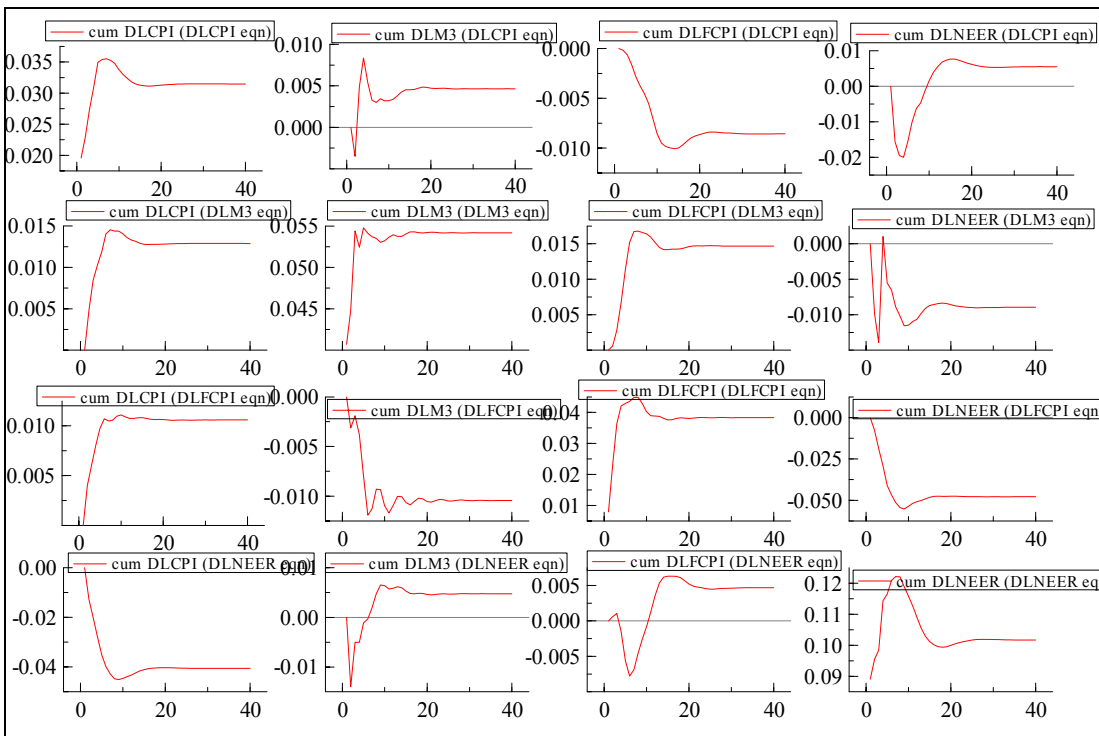 cum DLCPI (DLCPI eqn)
0.035
0.030
0.025
0.020
0 20 40
cum DLM3 (DLCPI eqn)
0.010
0.005
0.000
0 20 40
cum DLFCPI (DLCPI eqn)
0.000
-0.005
-0.010
0 20 40
cum DLNEER (DLCPI eqn)
0.01
0.00
-0.01
-0.02
0 20 40
cum DLCPI (DLM3 eqn)
0.015
0.010
0.005
0 20 40
cum DLM3 (DLM3 eqn)
0.055
0.050
0.045
0 20 40
cum DLFCPI (DLM3 eqn)
0.015
0.010
0.005
0 20 40
cum DLNEER (DLM3 eqn)
0.000
-0.005
-0.010
0 20 40
cum DLCPI (DLFCPI eqn)
0.010
0.005
0 20 40
cum DLM3 (DLFCPI eqn)
0.000
-0.005
-0.010
0 20 40
cum DLFCPI (DLFCPI eqn)
0.04
0.03
0.02
0.01
0 20 40
cum DLNEER (DLFCPI eqn
0.000
-0.025
-0.050
0 20 40
cum DLCPI (DLNEER eqn)
0.00
-0.02
-0.04
0 20 40
cum DLM3 (DLNEER eqn)
0.01
0.00
-0.01
0 20 40
cum DLFCPI (DLNEER eqn)
0.005
0.000
-0.005
0 20 40
cum DLNEER (DLNEER eqn
0.12
0.11
0.10
0.09
0 20 40